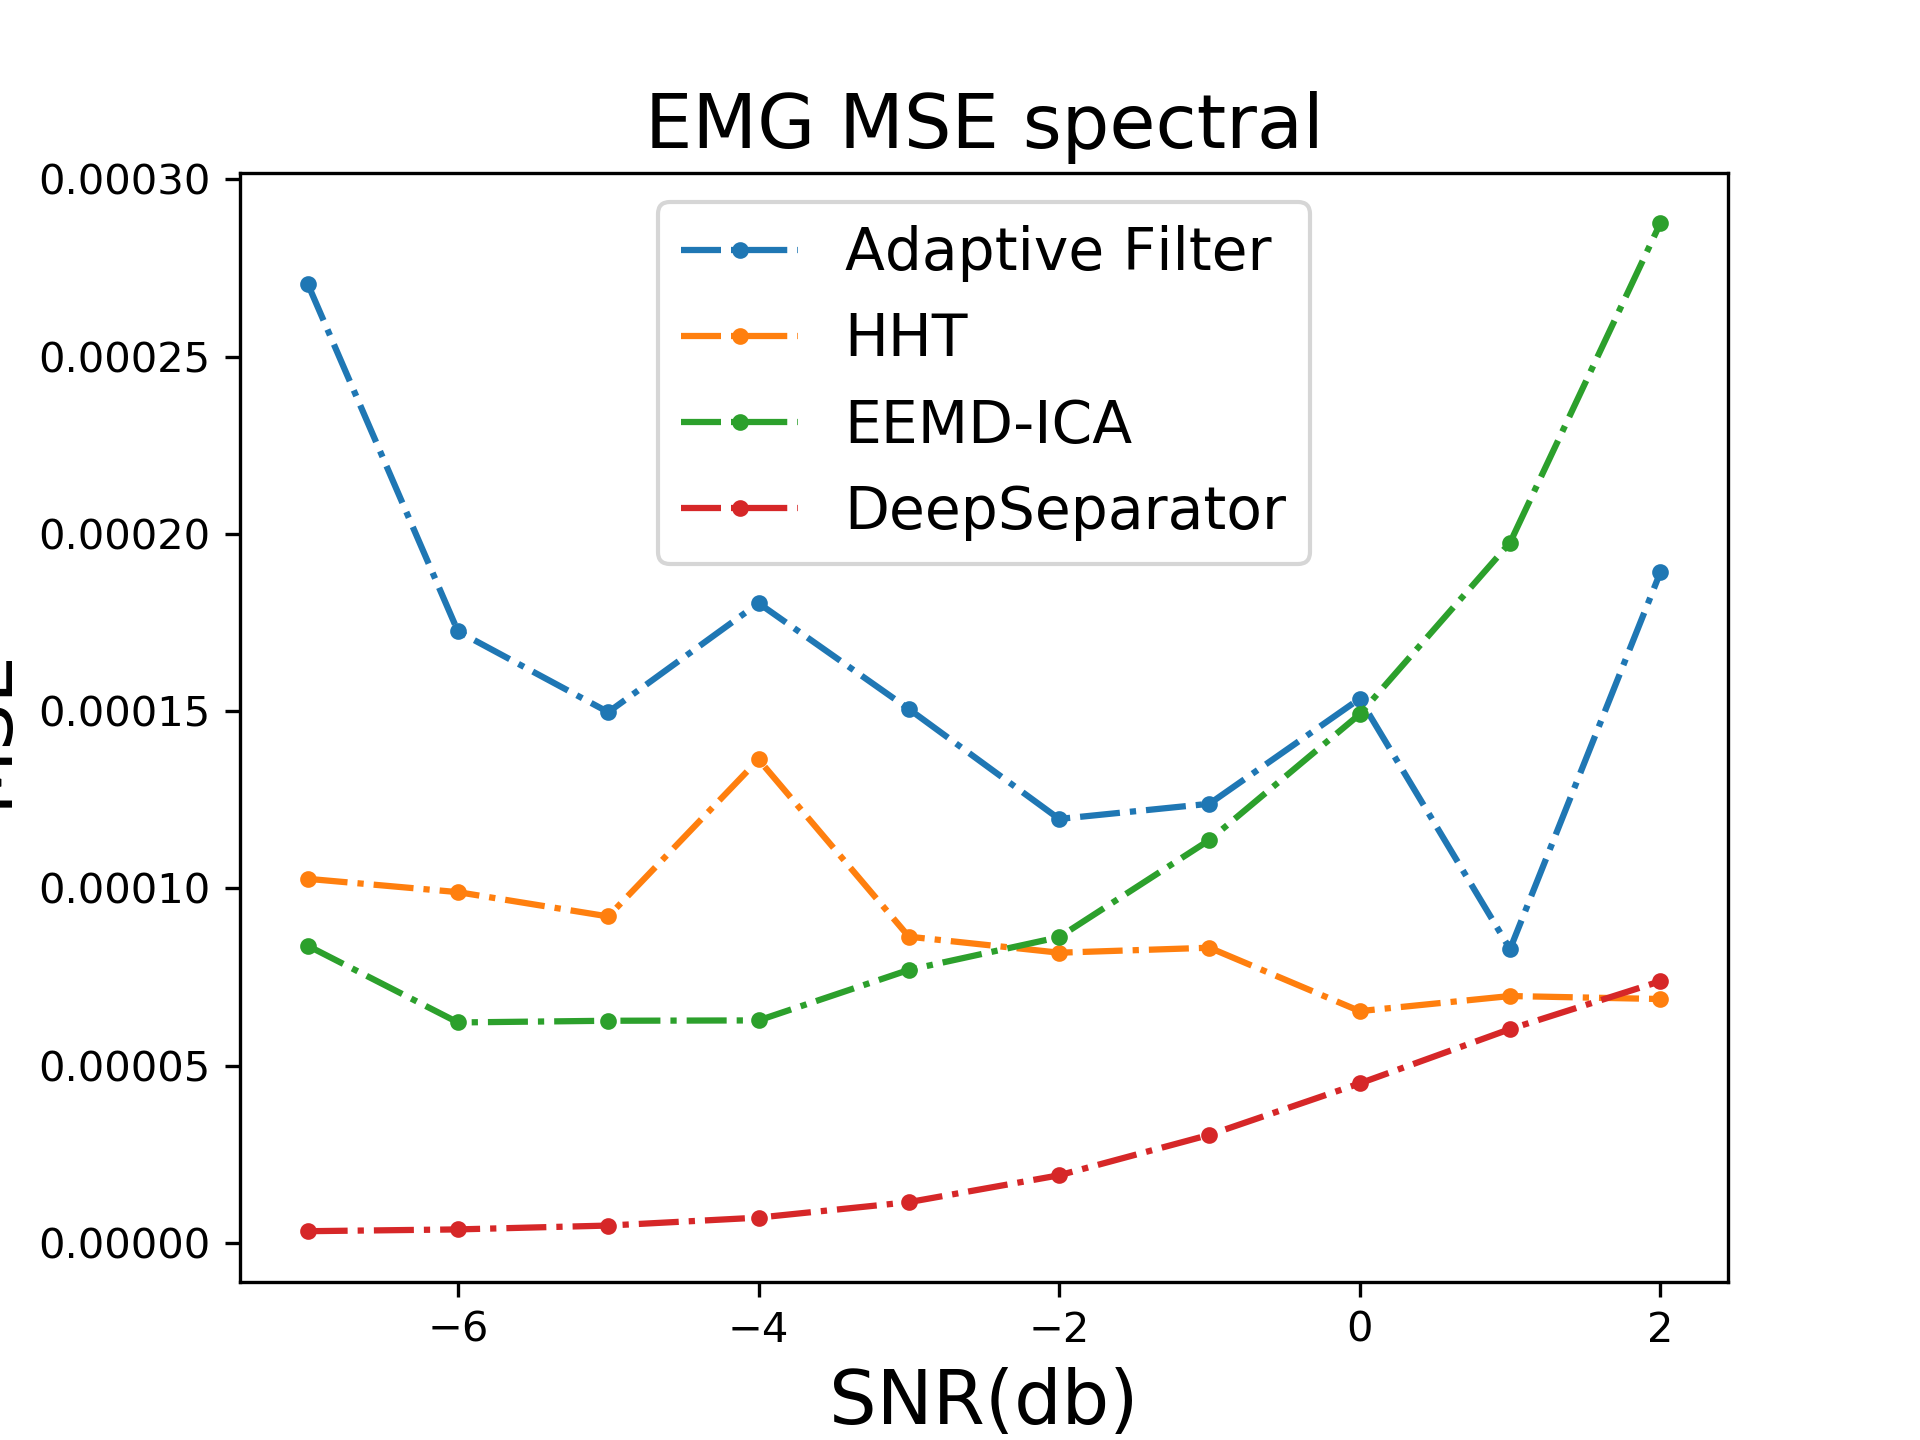 EMG MSE spectral
0.00030
0.00025
0.00020
0.00015
0.00010
0.00005
0.00000
Adaptive Filter
HHT
EEMD-ICA
DeepSeparator
−6
−4
−2
0
2
SNR(db)